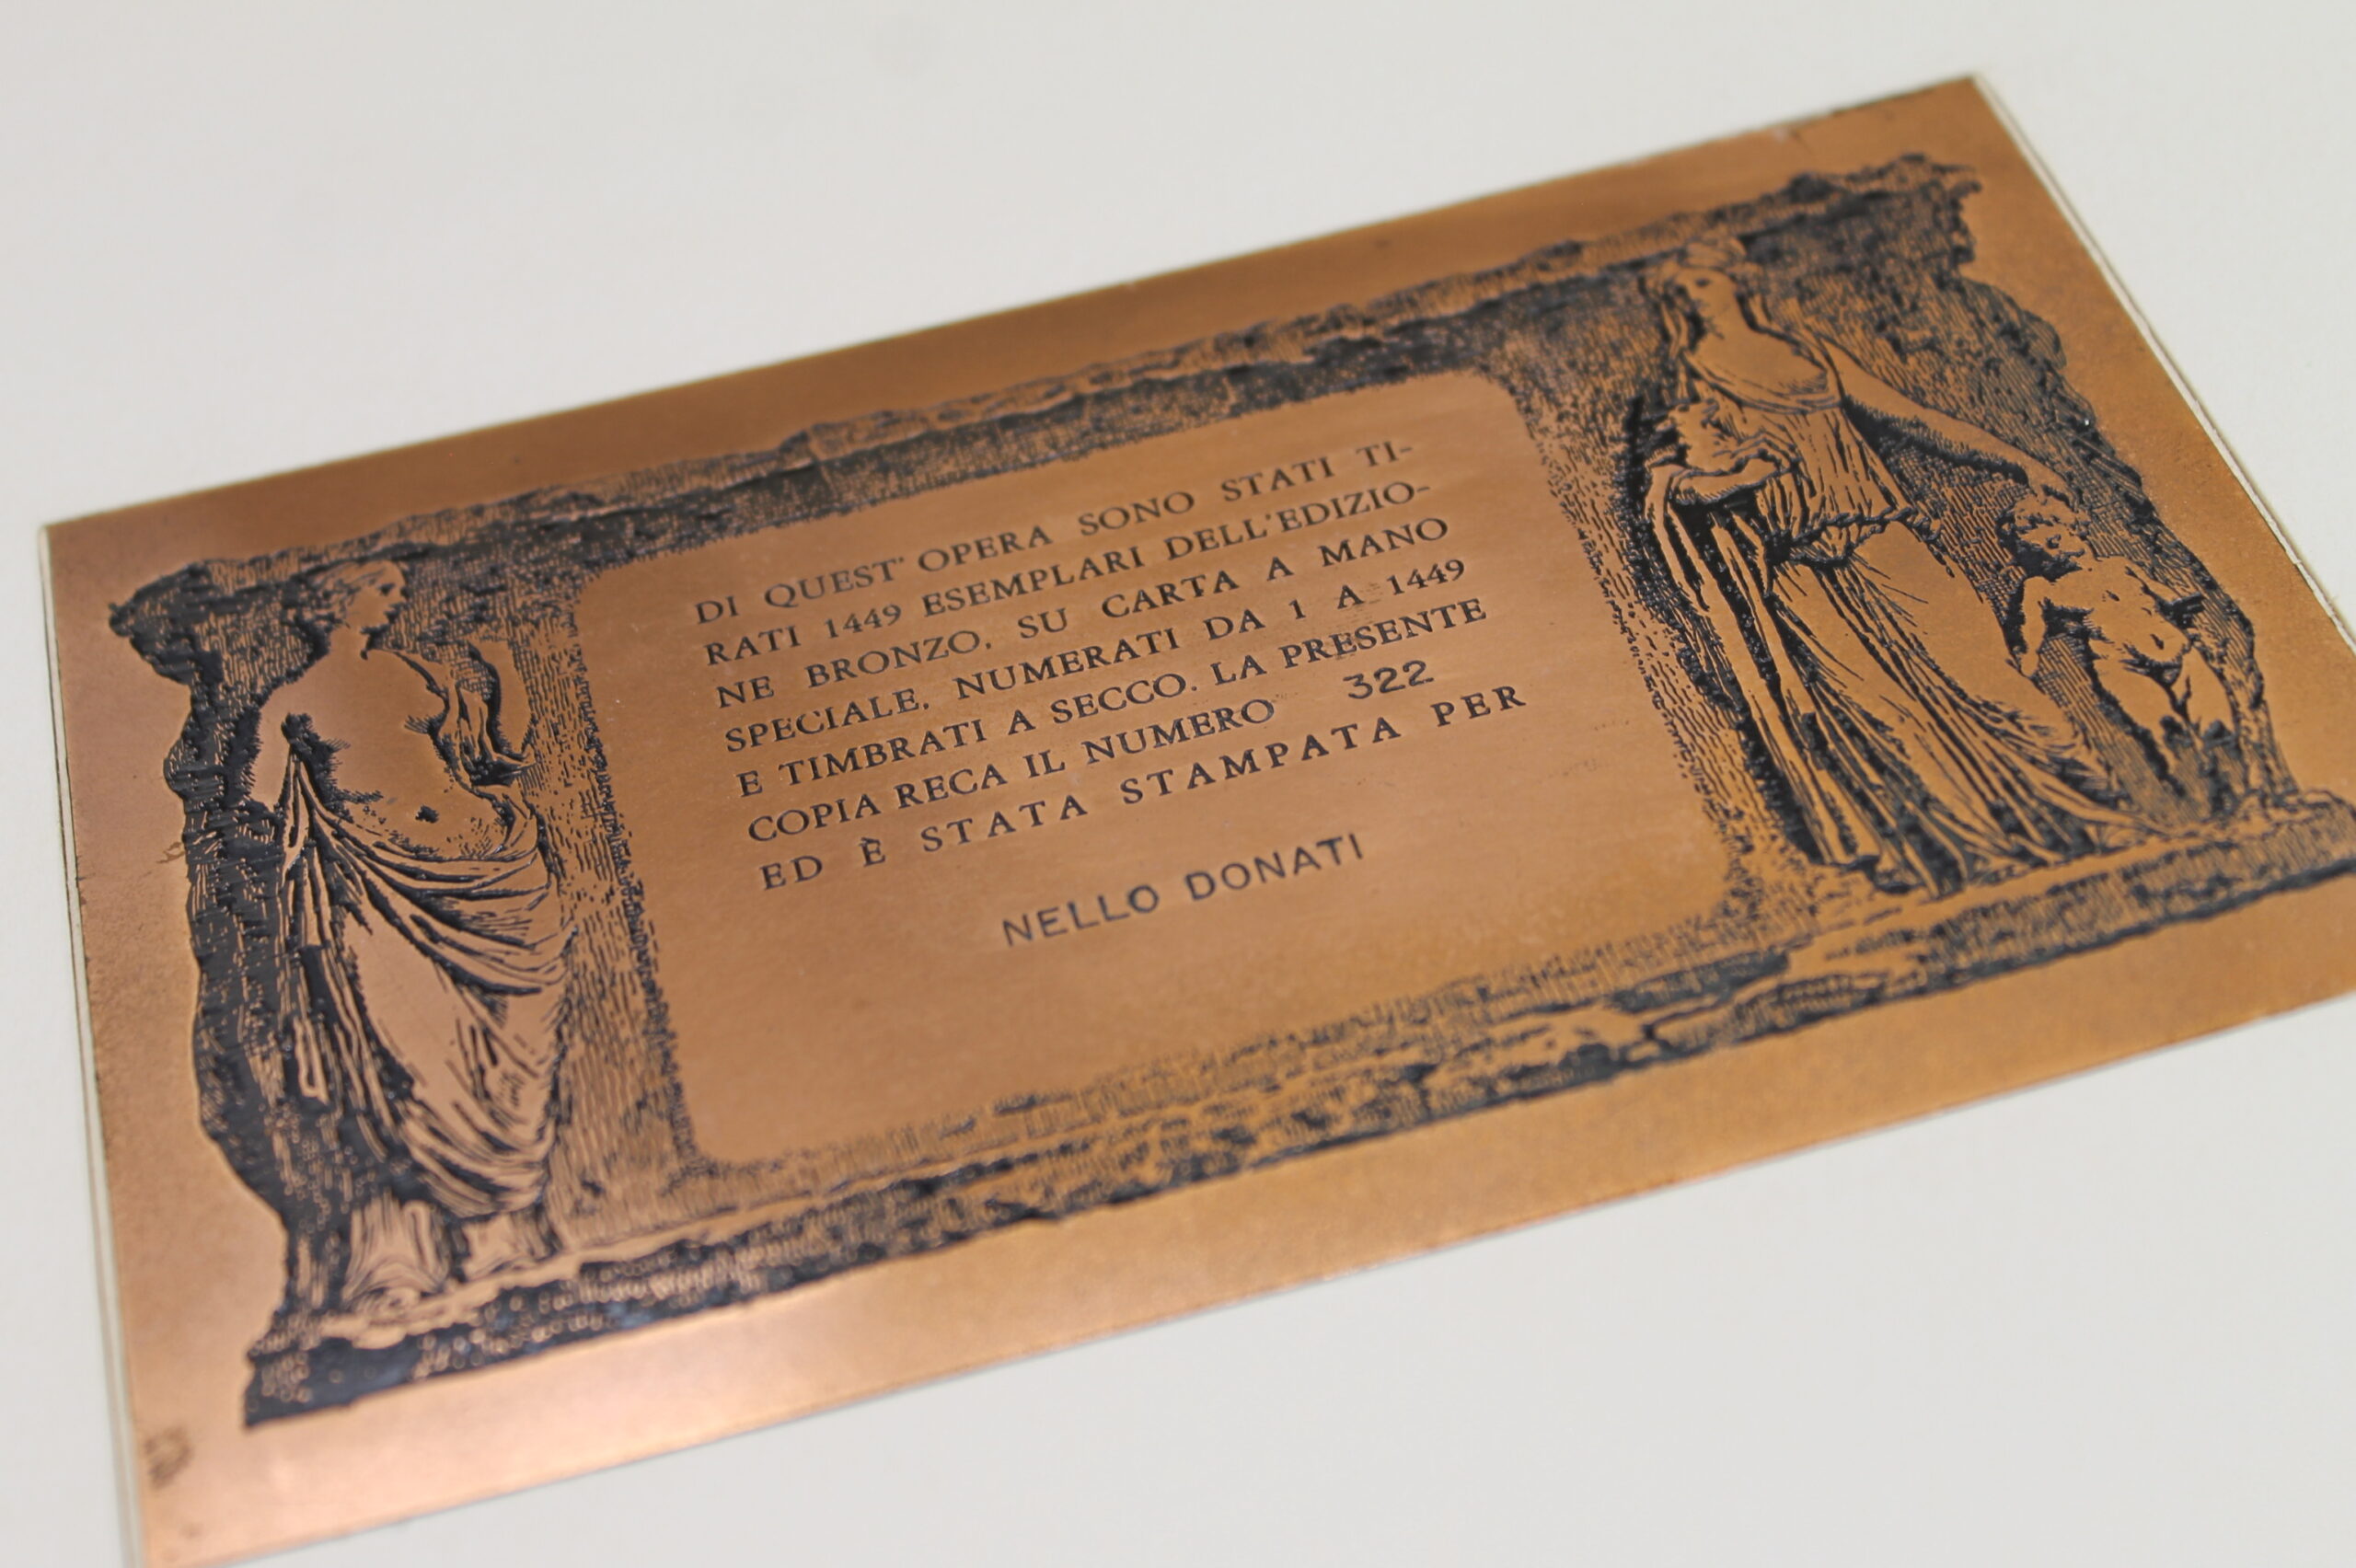 DI QUEST' OPERA SONO STATI TI-
RATI 1449 ESEMPLARI DELL'EDIZIO-
NE BRONZO, SU CARTA A MANO
SPECIALE, NUMERATI DA 1 A 1449
E TIMBRATI A SECCO. LA PRESENTE
COPIA RECA IL NUMERO 322
ED È STATA STAMPATA PER
NELLO DONATI